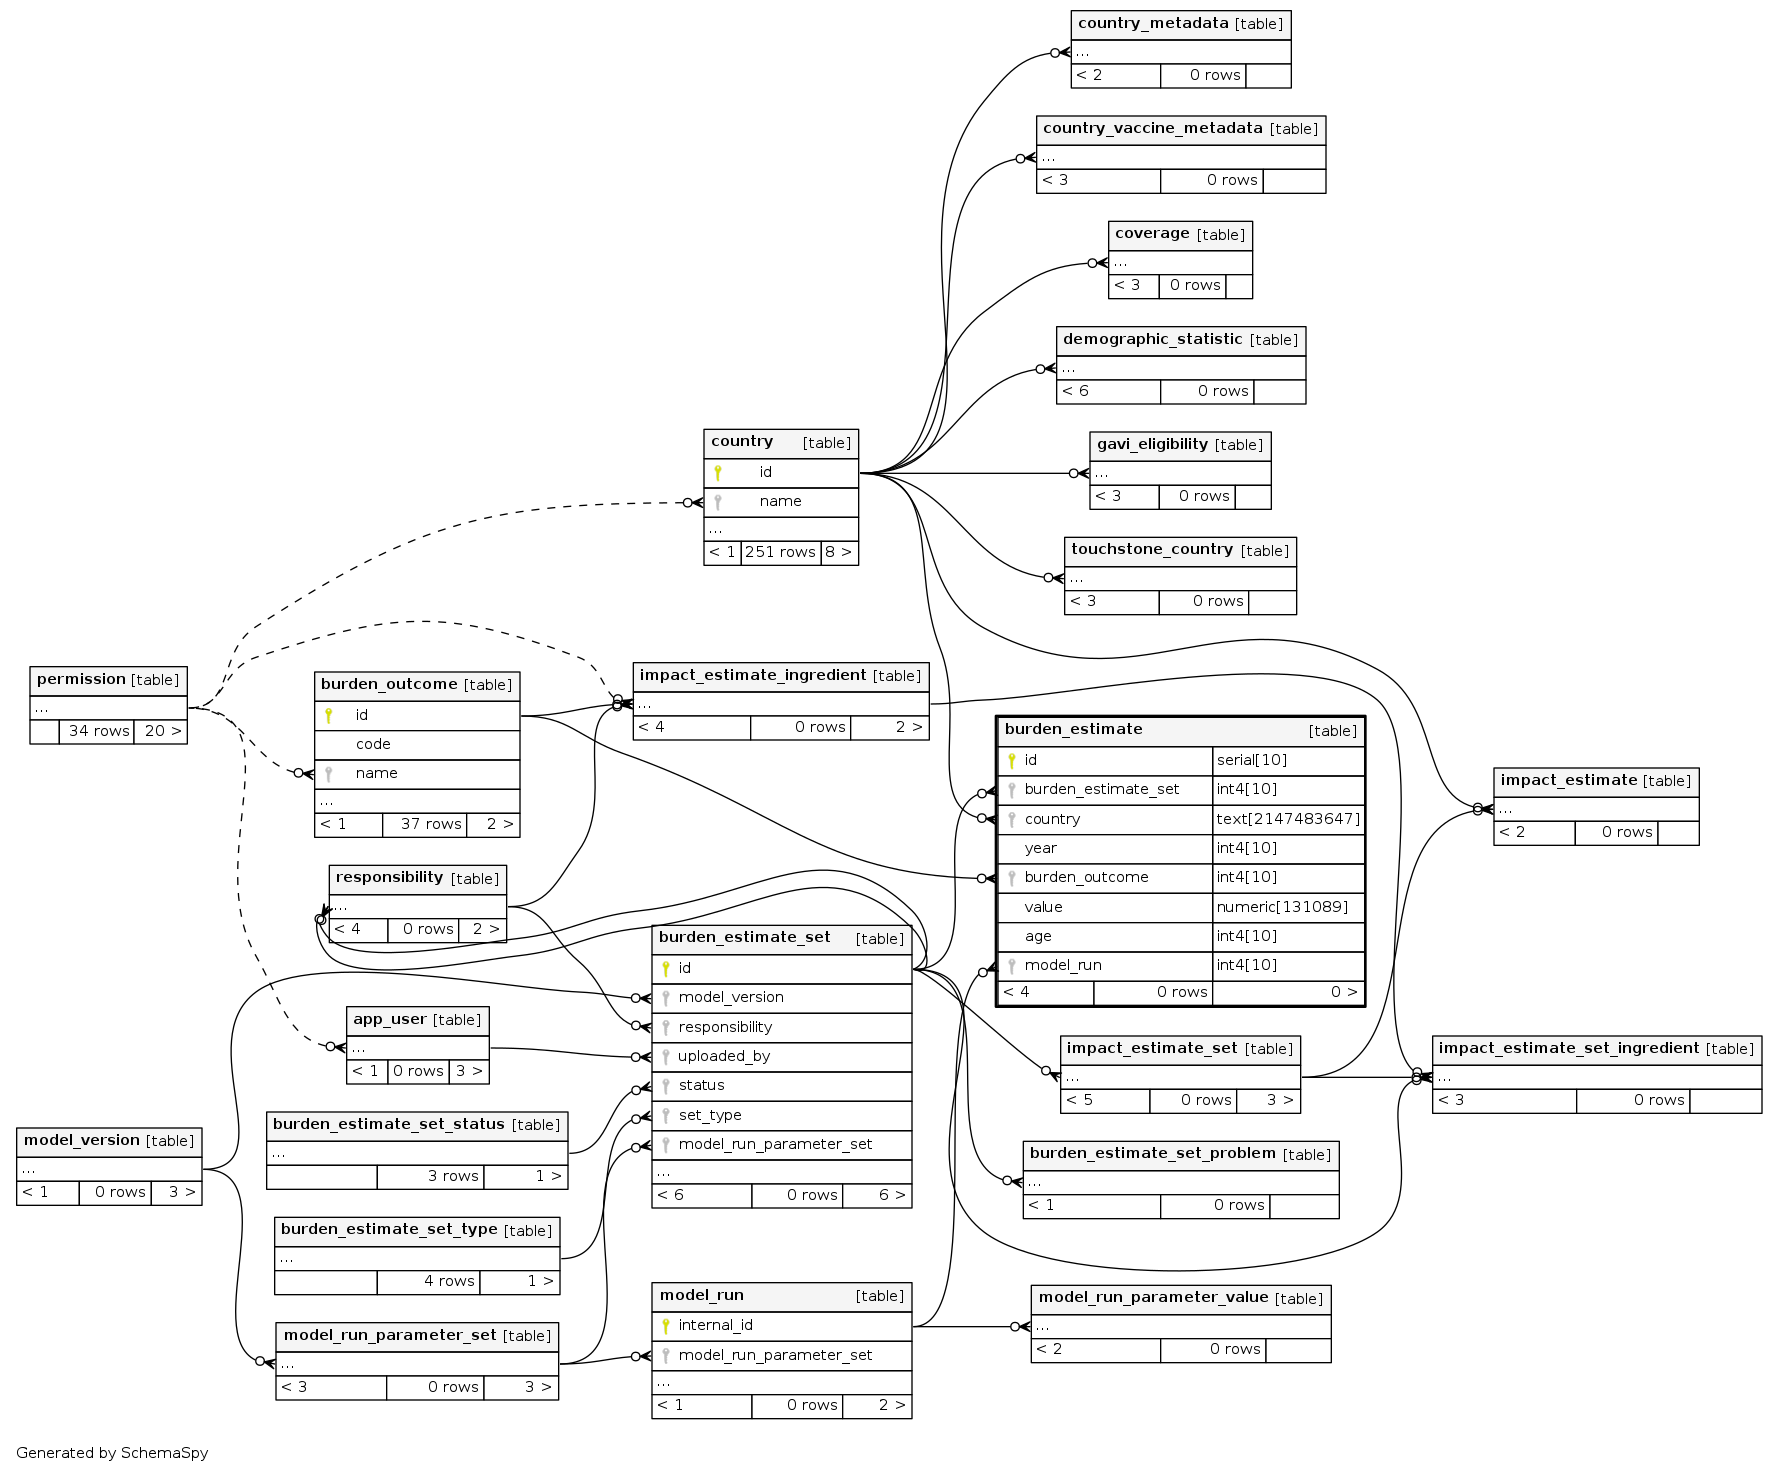 country_metadata [table]
...
< 2 0 rows
country_vaccine_metadata [table]
...
< 3 0 rows
coverage [table]
...
< 3 0 rows
demographic_statistic [table]
...
< 6 0 rows
country [table]
id
name
...
< 1 251 rows 8 >
gavi_eligibility [table]
...
< 3 0 rows
touchstone_country [table]
...
< 3 0 rows
permission [table]
...
34 rows 20 >
burden_outcome [table]
id
code
name
...
< 1 37 rows 2 >
impact_estimate_ingredient [table]
...
< 4 0 rows 2 >
burden_estimate [table]
id serial[10]
burden_estimate_set int4[10]
country text[2147483647]
year int4[10]
burden_outcome int4[10]
value numeric[131089]
age int4[10]
model_run int4[10]
< 4 0 rows 0 >
impact_estimate [table]
...
< 2 0 rows
responsibility [table]
...
< 4 0 rows 2 >
burden_estimate_set [table]
id
model_version
responsibility
uploaded_by
status
set_type
model_run_parameter_set
...
< 6 0 rows 6 >
app_user [table]
...
< 1 0 rows 3 >
impact_estimate_set [table]
...
< 5 0 rows 3 >
impact_estimate_set_ingredient [table]
...
< 3 0 rows
model_version [table]
...
< 1 0 rows 3 >
burden_estimate_set_status [table]
...
3 rows 1 >
burden_estimate_set_problem [table]
...
< 1 0 rows
burden_estimate_set_type [table]
...
4 rows 1 >
model_run_parameter_set [table]
...
< 3 0 rows 3 >
model_run [table]
internal_id
model_run_parameter_set
...
< 1 0 rows 2 >
model_run_parameter_value [table]
...
< 2 0 rows
Generated by SchemaSpy